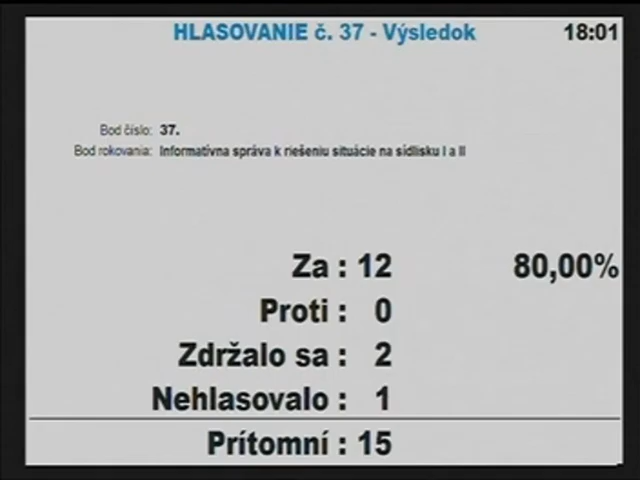 HLASOVANIE č. 37 - Výsledok 18:01
Bod číslo: 37.
Bod rokovania: Informatívna správa k riešeniu situácie na sídlisku I a II
Za : 12 80,00%
Proti : 0
Zdržalo sa : 2
Nehlasovalo : 1
Prítomní : 15